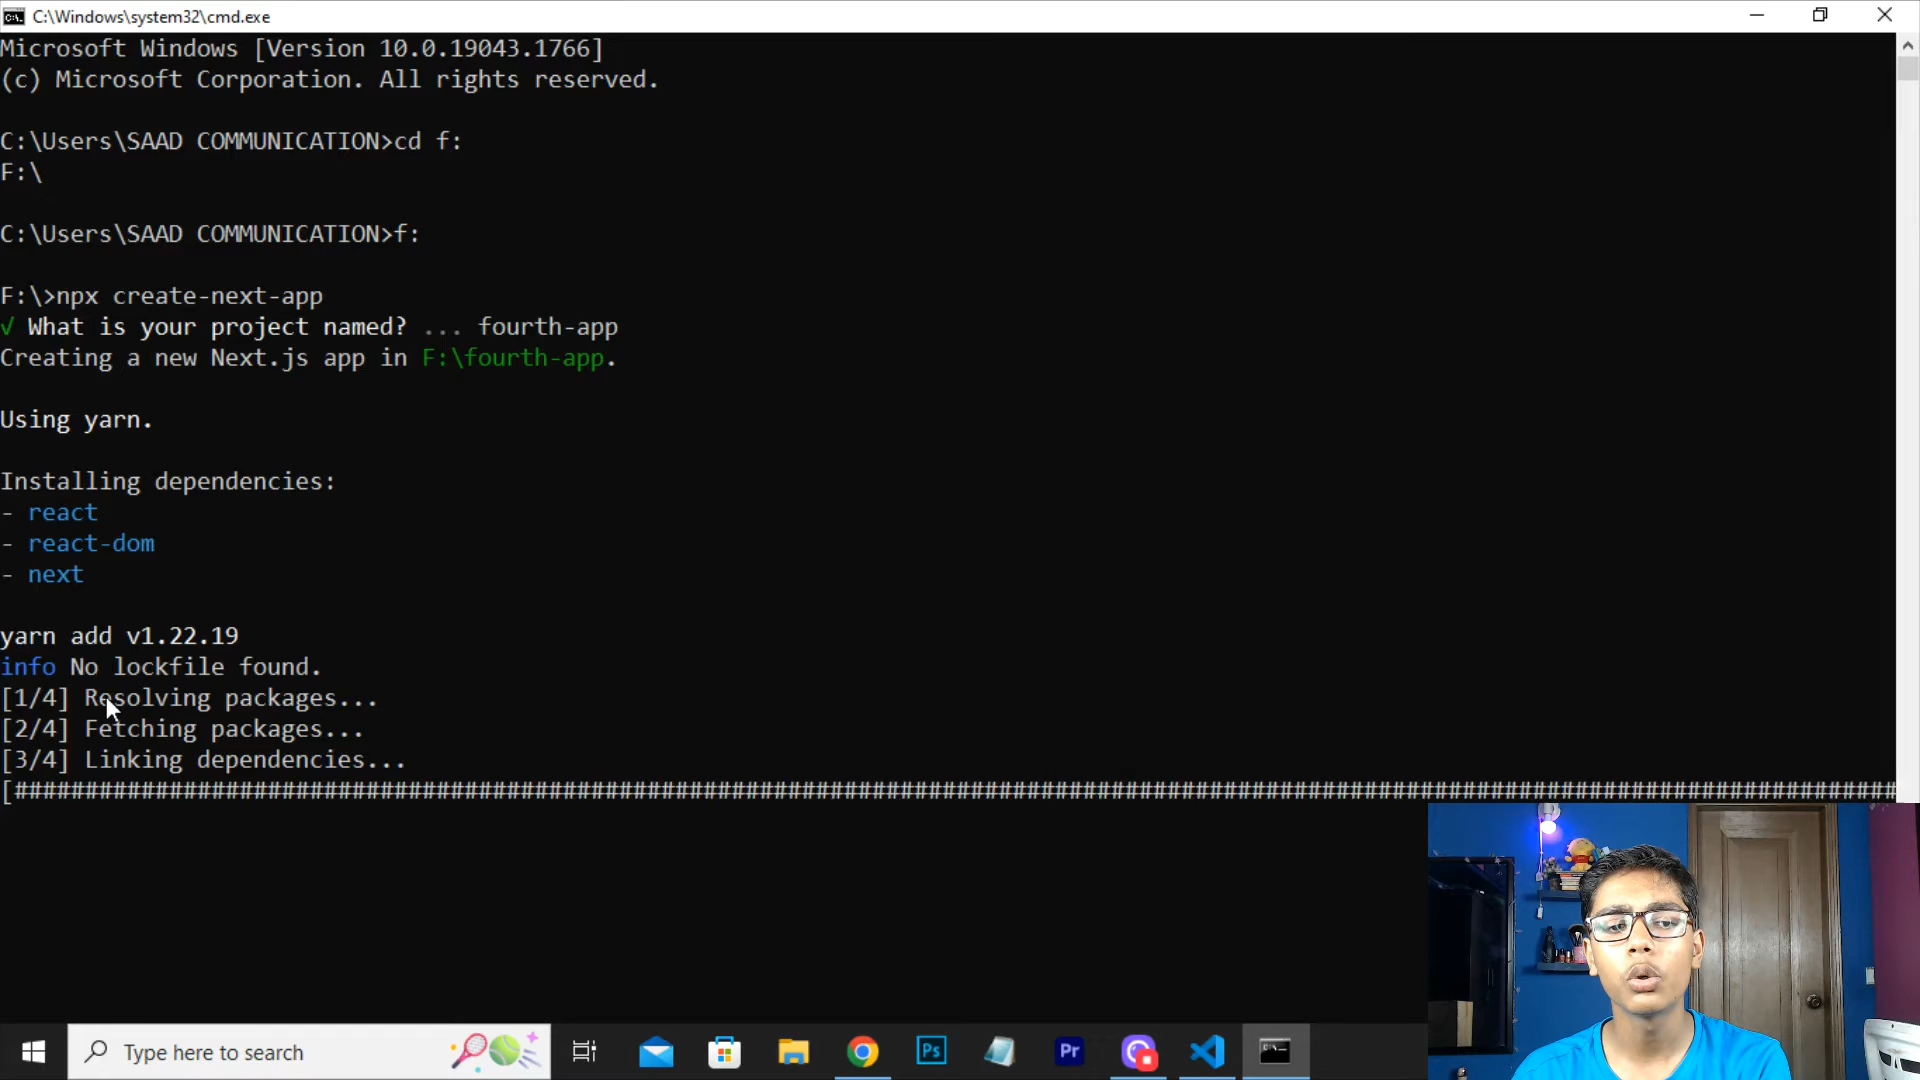 C:\Windows\system32\cmd.exe
Microsoft Windows [Version 10.0.19043.1766]
(c) Microsoft Corporation. All rights reserved.
C:\Users\SAAD COMMUNICATION>cd f:
F:\
C:\Users\SAAD COMMUNICATION>f:
F:\>npx create-next-app
√ What is your project named? ... fourth-app
Creating a new Next.js app in F:\fourth-app.
Using yarn.
Installing dependencies:
- react
- react-dom
- next
yarn add v1.22.19
info No lockfile found.
[1/4] Resolving packages...
[2/4] Fetching packages...
[3/4] Linking dependencies...
[#######################################################################################################################################
Type here to search
Ps
Pr